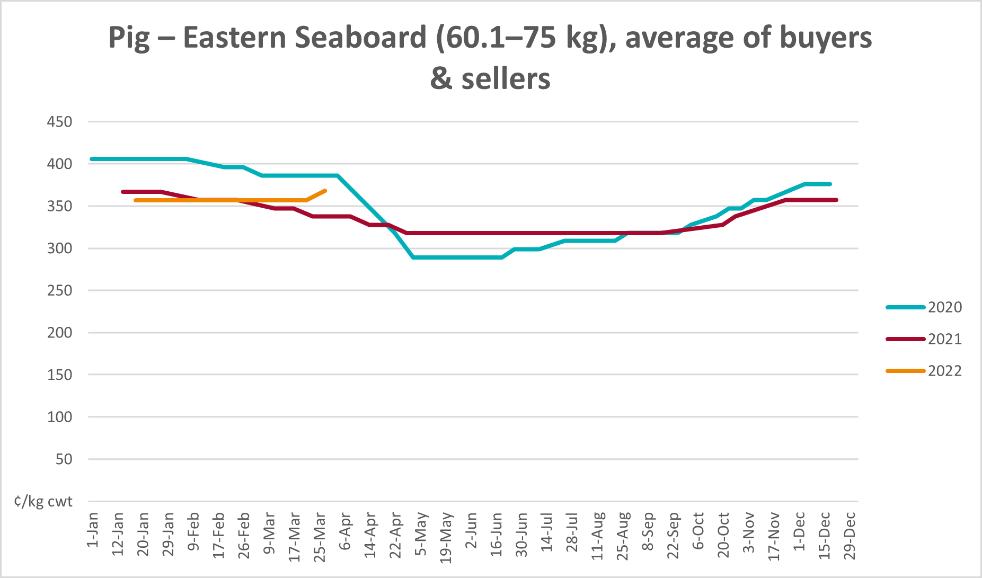 Pig – Eastern Seaboard (60.1–75 kg), average of buyers
& sellers
450
400
350
300
250
200
150
100
50
¢/kg cwt
1-Jan
12-Jan
20-Jan
29-Jan
9-Feb
17-Feb
26-Feb
9-Mar
17-Mar
25-Mar
6-Apr
14-Apr
22-Apr
5-May
19-May
2-Jun
16-Jun
30-Jun
14-Jul
28-Jul
11-Aug
25-Aug
8-Sep
22-Sep
6-Oct
20-Oct
3-Nov
17-Nov
1-Dec
15-Dec
29-Dec
2020
2021
2022